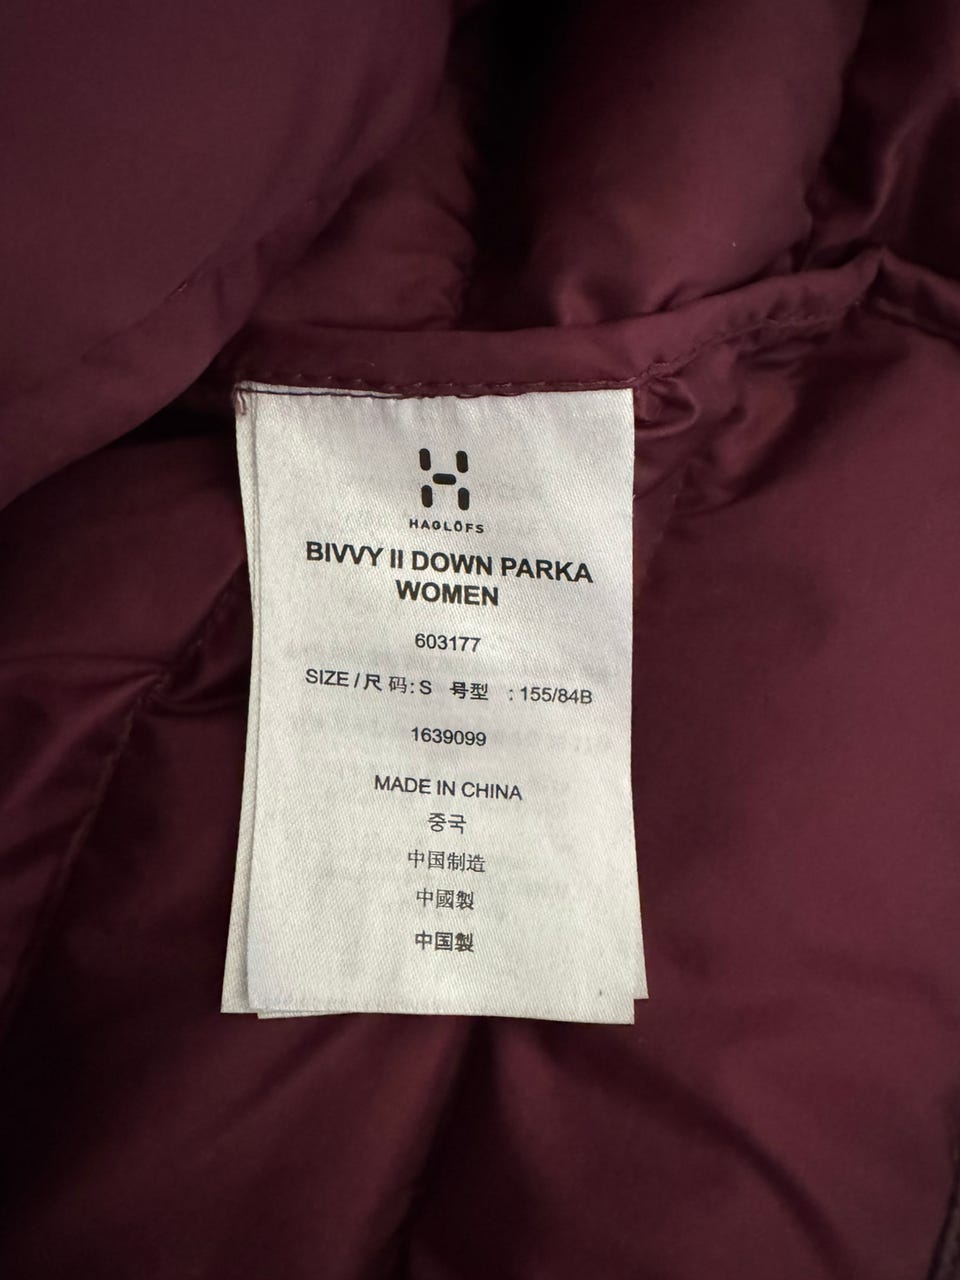 HAGLÖFS
BIVVY II DOWN PARKA
WOMEN
603177
SIZE / 尺 码: S 号型 : 155/84B
1639099
MADE IN CHINA
중국
中国制造
中國製
中国製